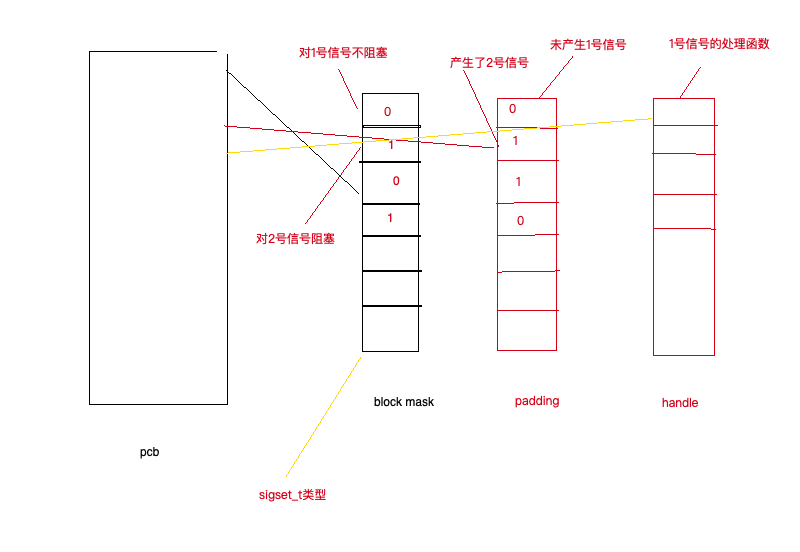 对1号信号不阻塞
产生了2号信号
未产生1号信号
1号信号的处理函数
0
1
0
1
0
1
1
0
对2号信号阻塞
block mask
padding
handle
pcb
sigset_t类型